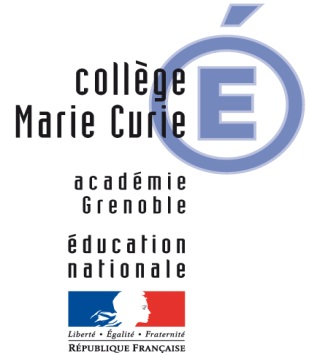 collège
Marie Curie
É
académie
Grenoble
éducation
nationale
Liberté • Égalité • Fraternité
RÉPUBLIQUE FRANÇAISE